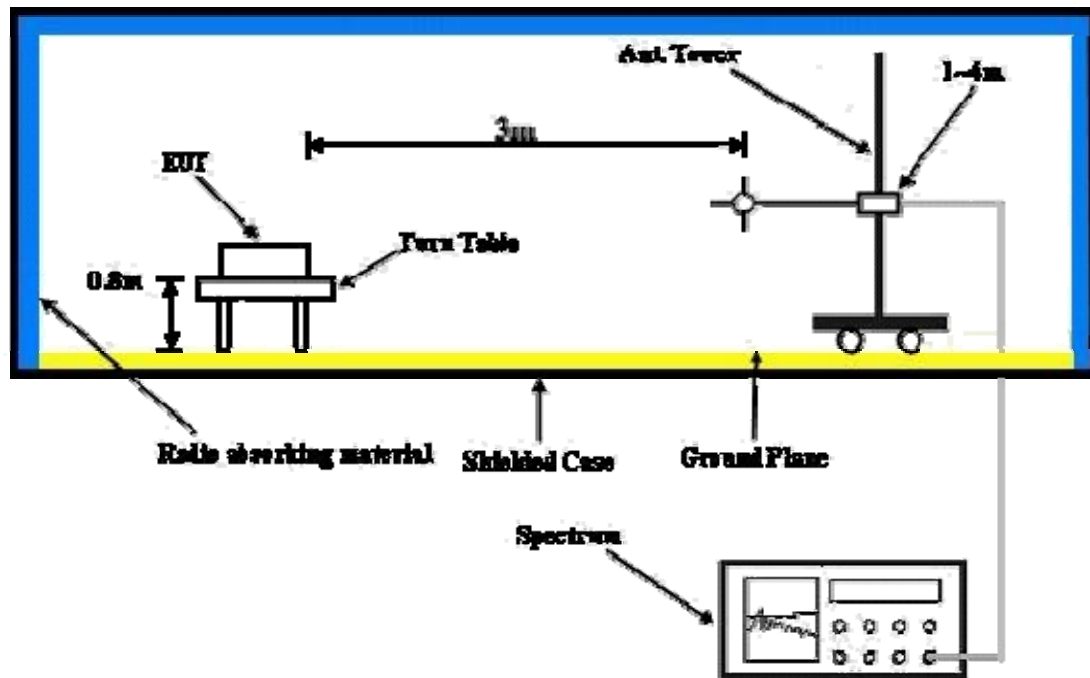 Ant. Tower
1~4m
3m
EUT
Turn Table
0.8m
Radio absorbing material
Shielded Case
Ground Plane
Spectrum